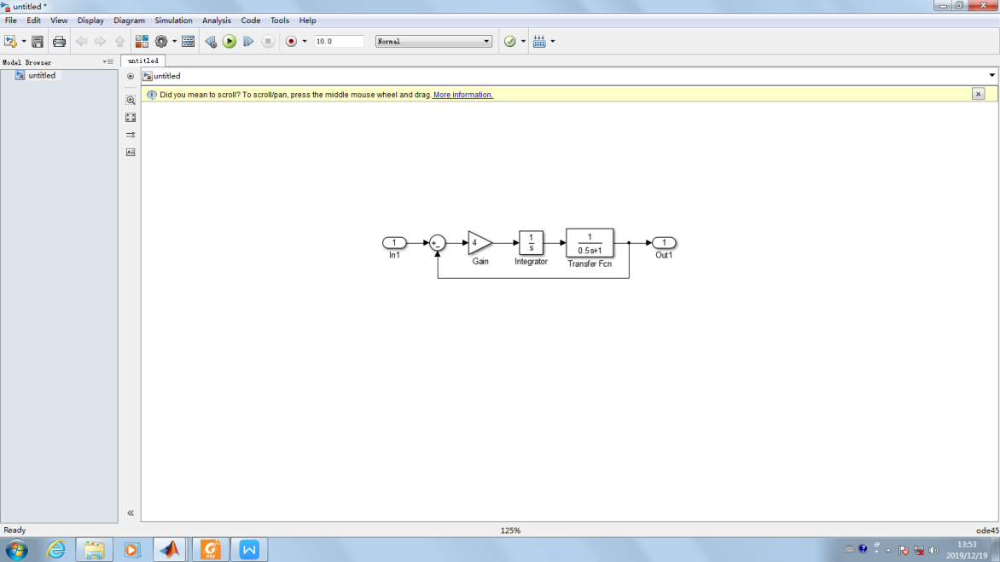 untitled *
File Edit View Display Diagram Simulation Analysis Code Tools Help
10.0 Normal
Model Browser untitled
untitled untitled
Did you mean to scroll? To scroll/pan, press the middle mouse wheel and drag. More information.
1 + - 4 1 1 1
s 0.5s+1
In1 Gain Integrator Transfer Fcn Out1
Ready 125% ode45
13:53
2019/12/19